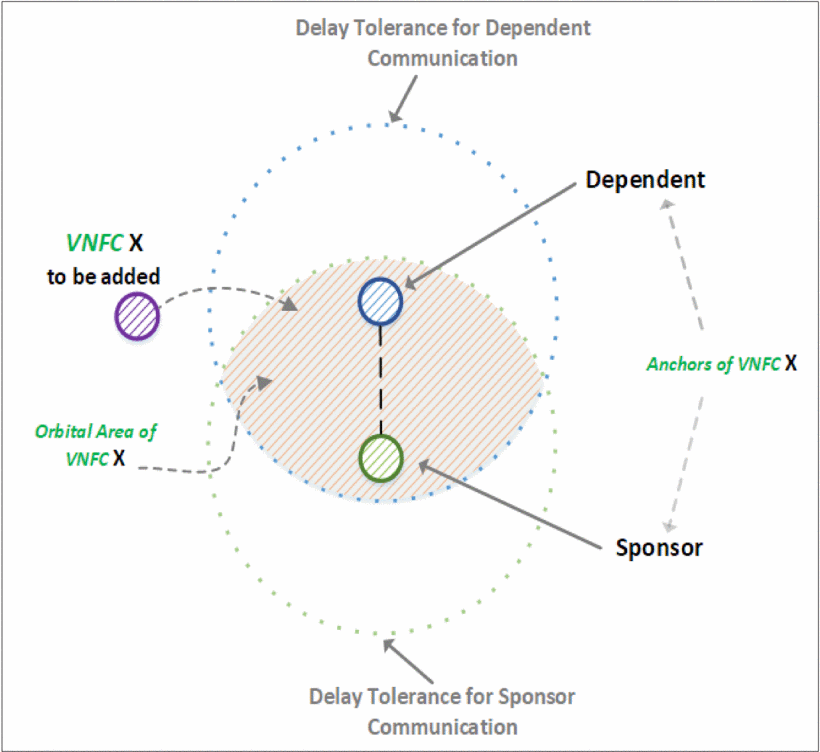 Delay Tolerance for Dependent
Communication
Dependent
VNFC X
to be added
Anchors of VNFC X
Orbital Area of
VNFC X
Sponsor
Delay Tolerance for Sponsor
Communication